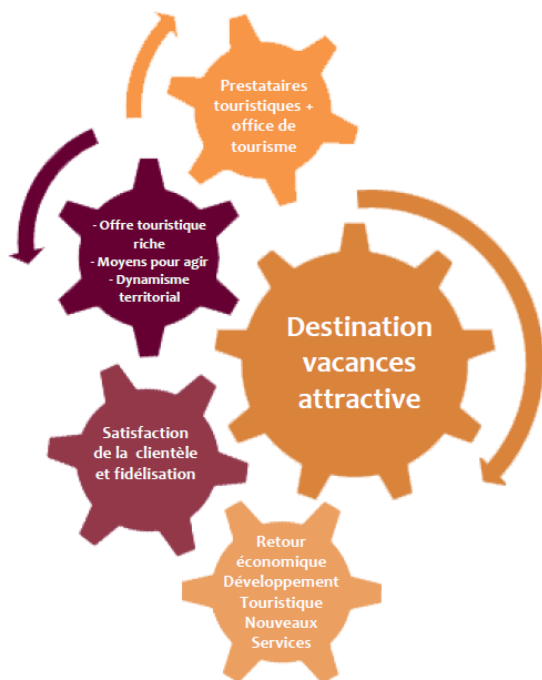 Prestataires
touristiques +
office de
tourisme
- Offre touristique
riche
- Moyens pour agir
- Dynamisme
territorial
Destination
vacances
attractive
Satisfaction
de la clientèle
et fidélisation
Retour
économique
Développement
Touristique
Nouveaux
Services